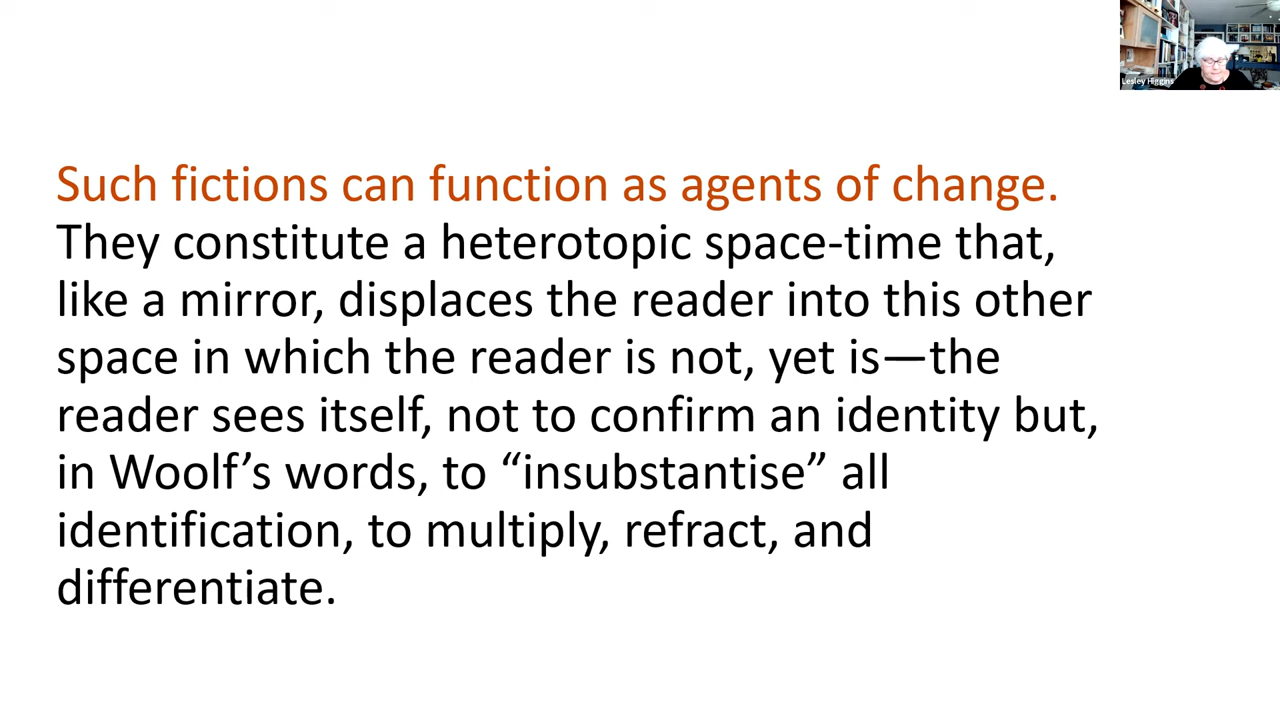 Lesley Higgins
Such fictions can function as agents of change.
They constitute a heterotopic space-time that,
like a mirror, displaces the reader into this other
space in which the reader is not, yet is—the
reader sees itself, not to confirm an identity but,
in Woolf’s words, to “insubstantise” all
identification, to multiply, refract, and
differentiate.